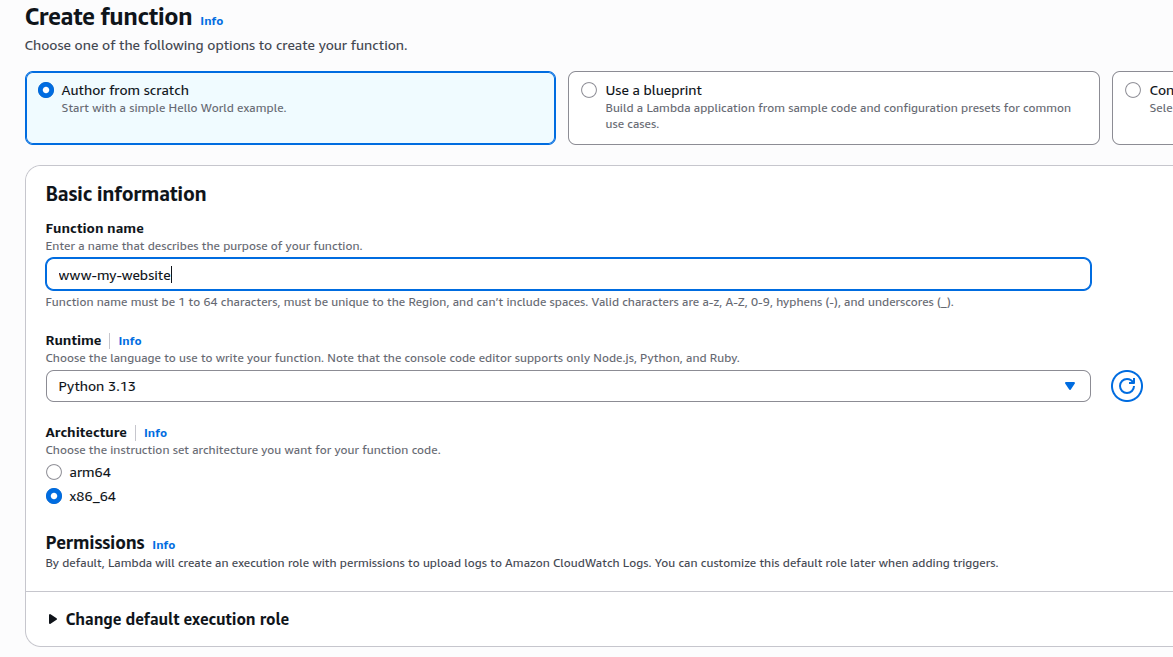 Create function Info
Choose one of the following options to create your function.
Author from scratch
Start with a simple Hello World example.
Use a blueprint
Build a Lambda application from sample code and configuration presets for common
use cases.
Basic information
Function name
Enter a name that describes the purpose of your function.
www-my-website
Function name must be 1 to 64 characters, must be unique to the Region, and can't include spaces. Valid characters are a-z, A-Z, 0-9, hyphens (-), and underscores (_).
Runtime Info
Choose the language to use to write your function. Note that the console code editor supports only Node.js, Python, and Ruby.
Python 3.13
Architecture Info
Choose the instruction set architecture you want for your function code.
arm64
x86_64
Permissions Info
By default, Lambda will create an execution role with permissions to upload logs to Amazon CloudWatch Logs. You can customize this default role later when adding triggers.
Change default execution role